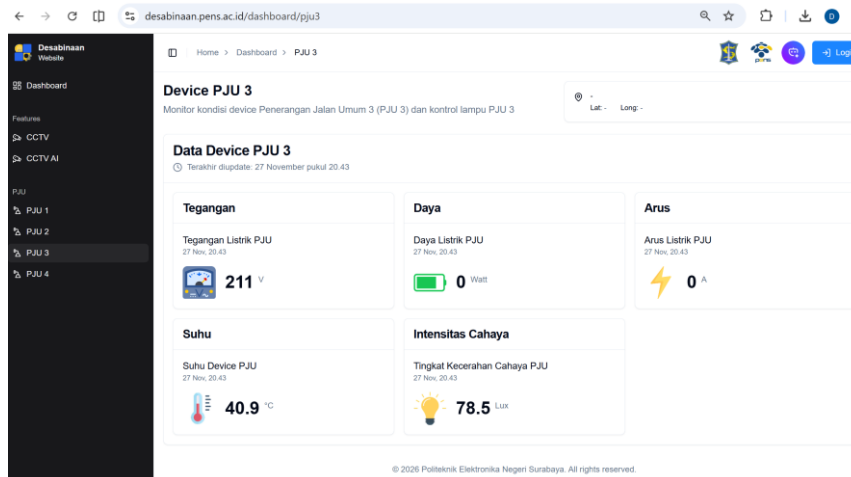 desabinaan.pens.ac.id/dashboard/pju3
D
Desabinaan
Website
Home > Dashboard > PJU 3
pens
Dashboard
Features
CCTV
CCTV AI
PJU
PJU 1
PJU 2
PJU 3
PJU 4
Device PJU 3
Monitor kondisi device Penerangan Jalan Umum 3 (PJU 3) dan kontrol lampu PJU 3
-
Lat: - Long: -
Data Device PJU 3
Terakhir diupdate: 27 November pukul 20.43
Tegangan
Tegangan Listrik PJU
27 Nov, 20.43
211 V
Daya
Daya Listrik PJU
27 Nov, 20.43
0 Watt
Arus
Arus Listrik PJU
27 Nov, 20.43
0 A
Suhu
Suhu Device PJU
27 Nov, 20.43
40.9 °C
Intensitas Cahaya
Tingkat Kecerahan Cahaya PJU
27 Nov, 20.43
78.5 Lux
© 2026 Politeknik Elektronika Negeri Surabaya. All rights reserved.